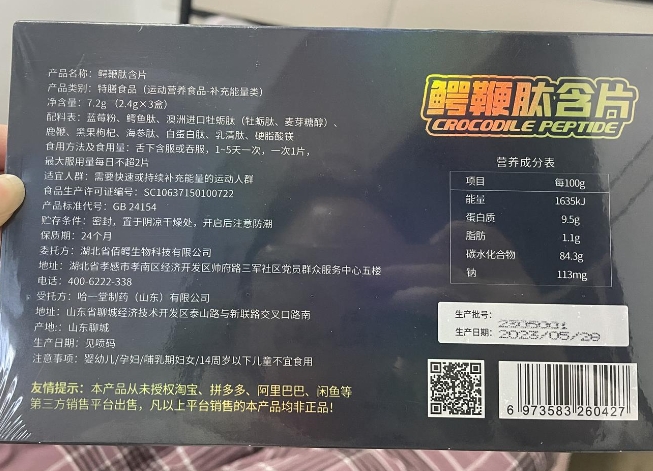 产品名称：鳄鞭肽含片
产品类别：特膳食品（运动营养食品-补充能量类）
净含量：7.2g（2.4g×3盒）
配料表：蓝莓粉、鳄鱼肽、澳洲进口牡蛎肽（牡蛎肽、麦芽糖醇）、
鹿鞭、黑果枸杞、海参肽、白蛋白肽、乳清肽、硬脂酸镁
食用方法及食用量：舌下含服或吞服，1~5天一次，一次1片，
最大服用量每日不超2片
适宜人群：需要快速或持续补充能量的运动人群
食品生产许可证编号：SC10637150100722
产品标准代号：GB 24154
贮存条件：密封，置于阴凉干燥处，开启后注意防潮
保质期：24个月
委托方：湖北省佰鳄生物科技有限公司
地址：湖北省孝感市孝南区经济开发区帅府路三军社区党员群众服务中心五楼
电话：400-6222-338
受托方：哈一堂制药（山东）有限公司
地址：山东省聊城经济技术开发区泰山路与新联路交叉口路南
产地：山东聊城
生产日期：见喷码
注意事项：婴幼儿/孕妇/哺乳期妇女/14周岁以下儿童不宜食用
友情提示：本产品从未授权淘宝、拼多多、阿里巴巴、闲鱼等
第三方销售平台出售，凡以上平台销售的本产品均非正品！
鳄鞭肽含片
CROCODILE PEPTIDE
营养成分表
项目 每100g
能量 1635kJ
蛋白质 9.5g
脂肪 1.1g
碳水化合物 84.3g
钠 113mg
生产批号：2305001
生产日期：2023/05/28
6 973583 260427